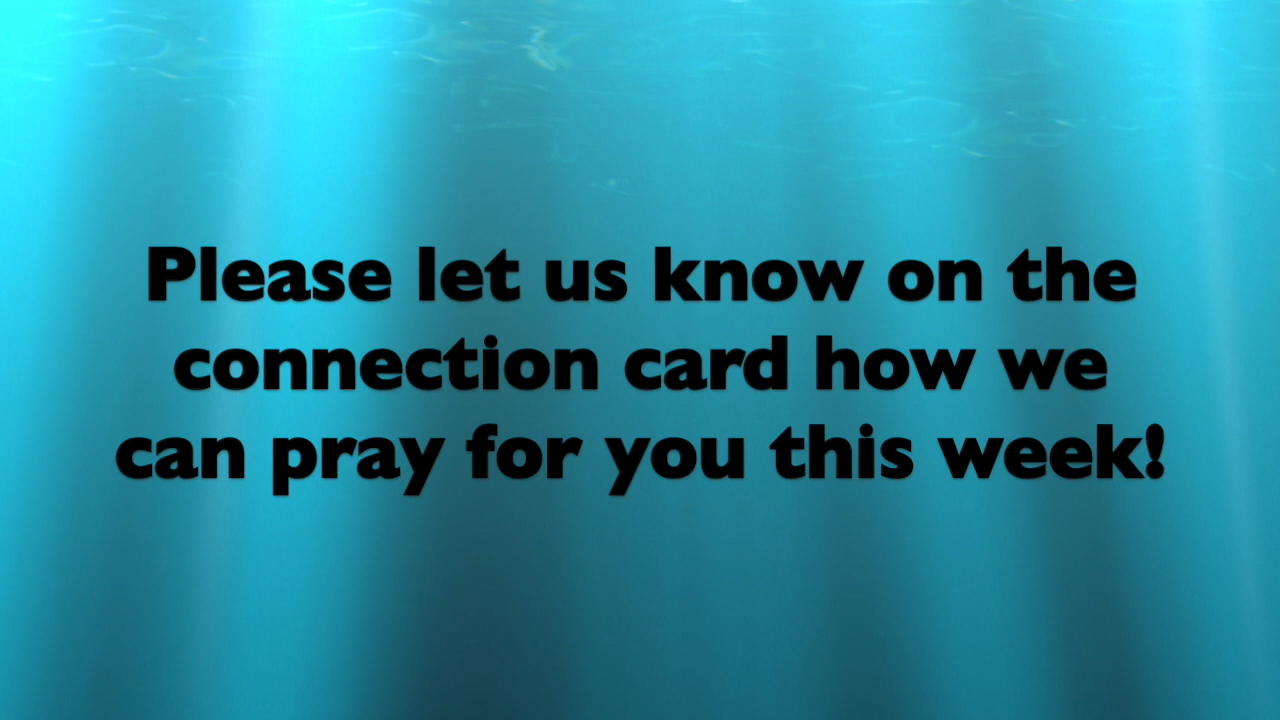 Please let us know on the
connection card how we
can pray for you this week!